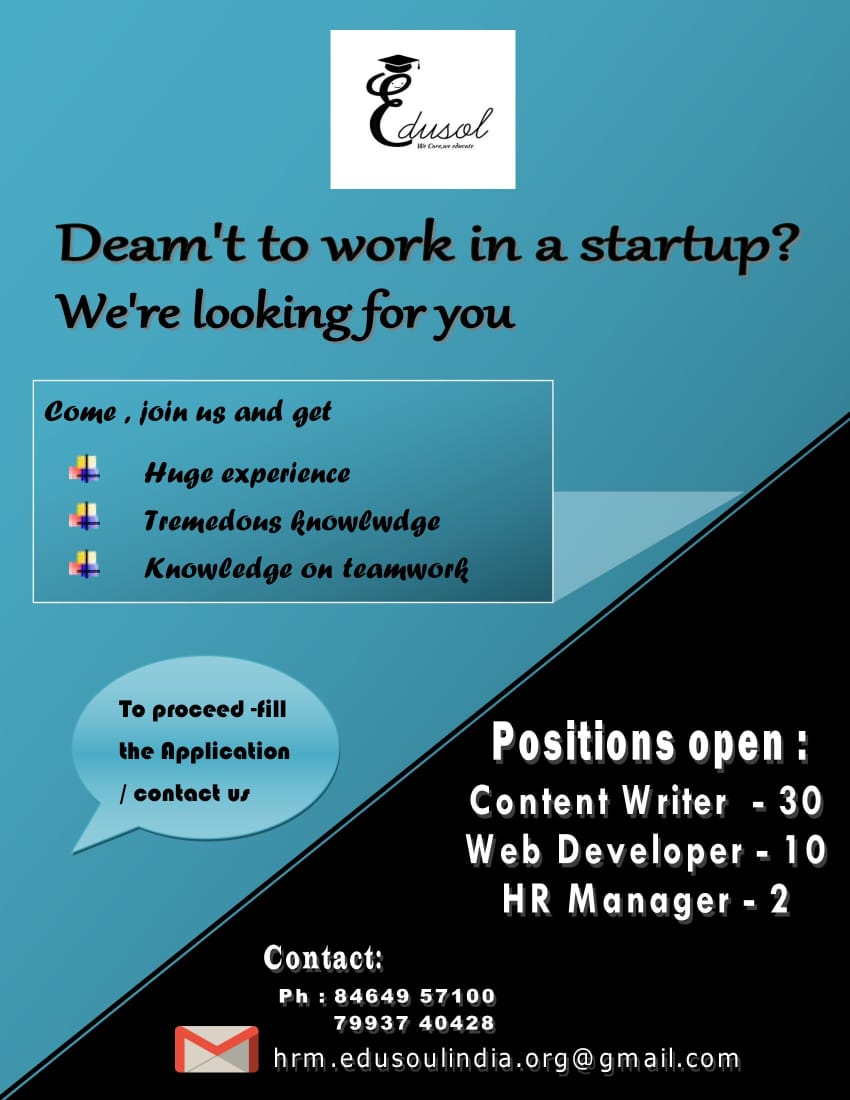 Edusol
We Care,we educate
Deam't to work in a startup?
We're looking for you
Come , join us and get
Huge experience
Tremedous knowlwdge
Knowledge on teamwork
To proceed -fill
the Application
/ contact us
Positions open :
Content Writer - 30
Web Developer - 10
HR Manager - 2
Contact:
Ph : 84649 57100
79937 40428
hrm.edusoulindia.org@gmail.com